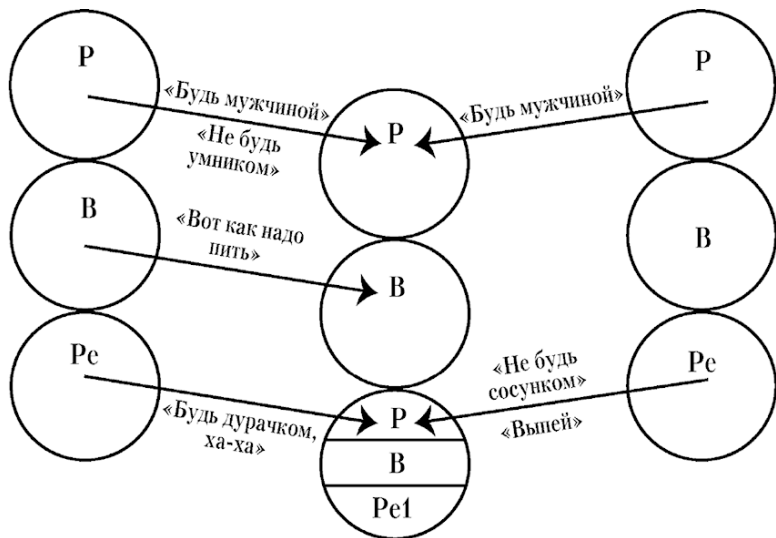 Р
«Будь мужчиной»
«Не будь
умником»
Р
«Будь мужчиной»
Р
В
«Вот как надо
пить»
В
В
Ре
«Будь дурачком,
ха-ха»
Р
В
Ре1
«Не будь
сосунком»
«Выпей»
Ре